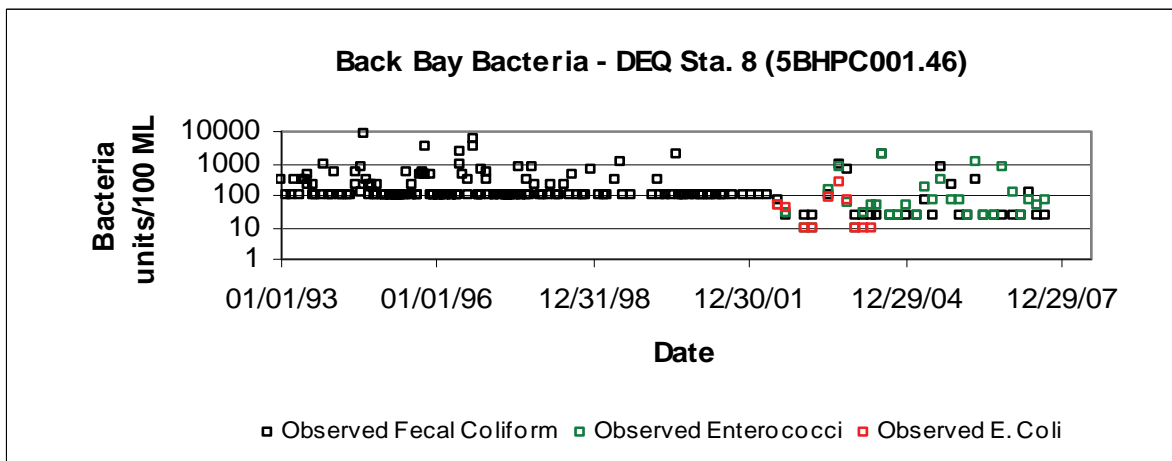 Back Bay Bacteria - DEQ Sta. 8 (5BHPC001.46)
Bacteria
units/100 ML
10000
1000
100
10
1
01/01/93 01/01/96 12/31/98 12/30/01 12/29/04 12/29/07
Date
Observed Fecal Coliform Observed Enterococci Observed E. Coli